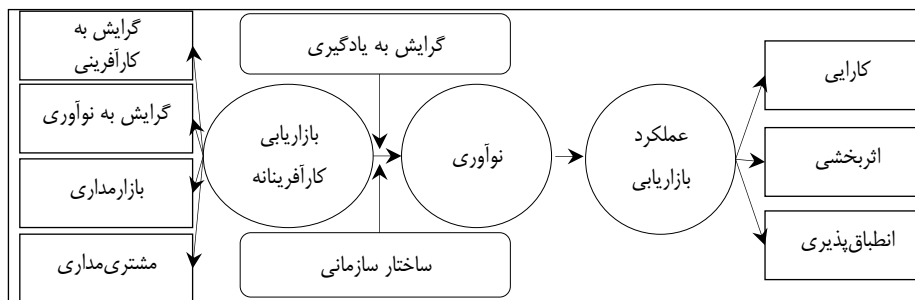 گرایش به
کارآفرینی
گرایش به نوآوری
بازارمداری
مشتری‌مداری
گرایش به یادگیری
بازاریابی
کارآفرینانه
ساختار سازمانی
نوآوری
عملکرد
بازاریابی
کارایی
اثربخشی
انطباق‌پذیری